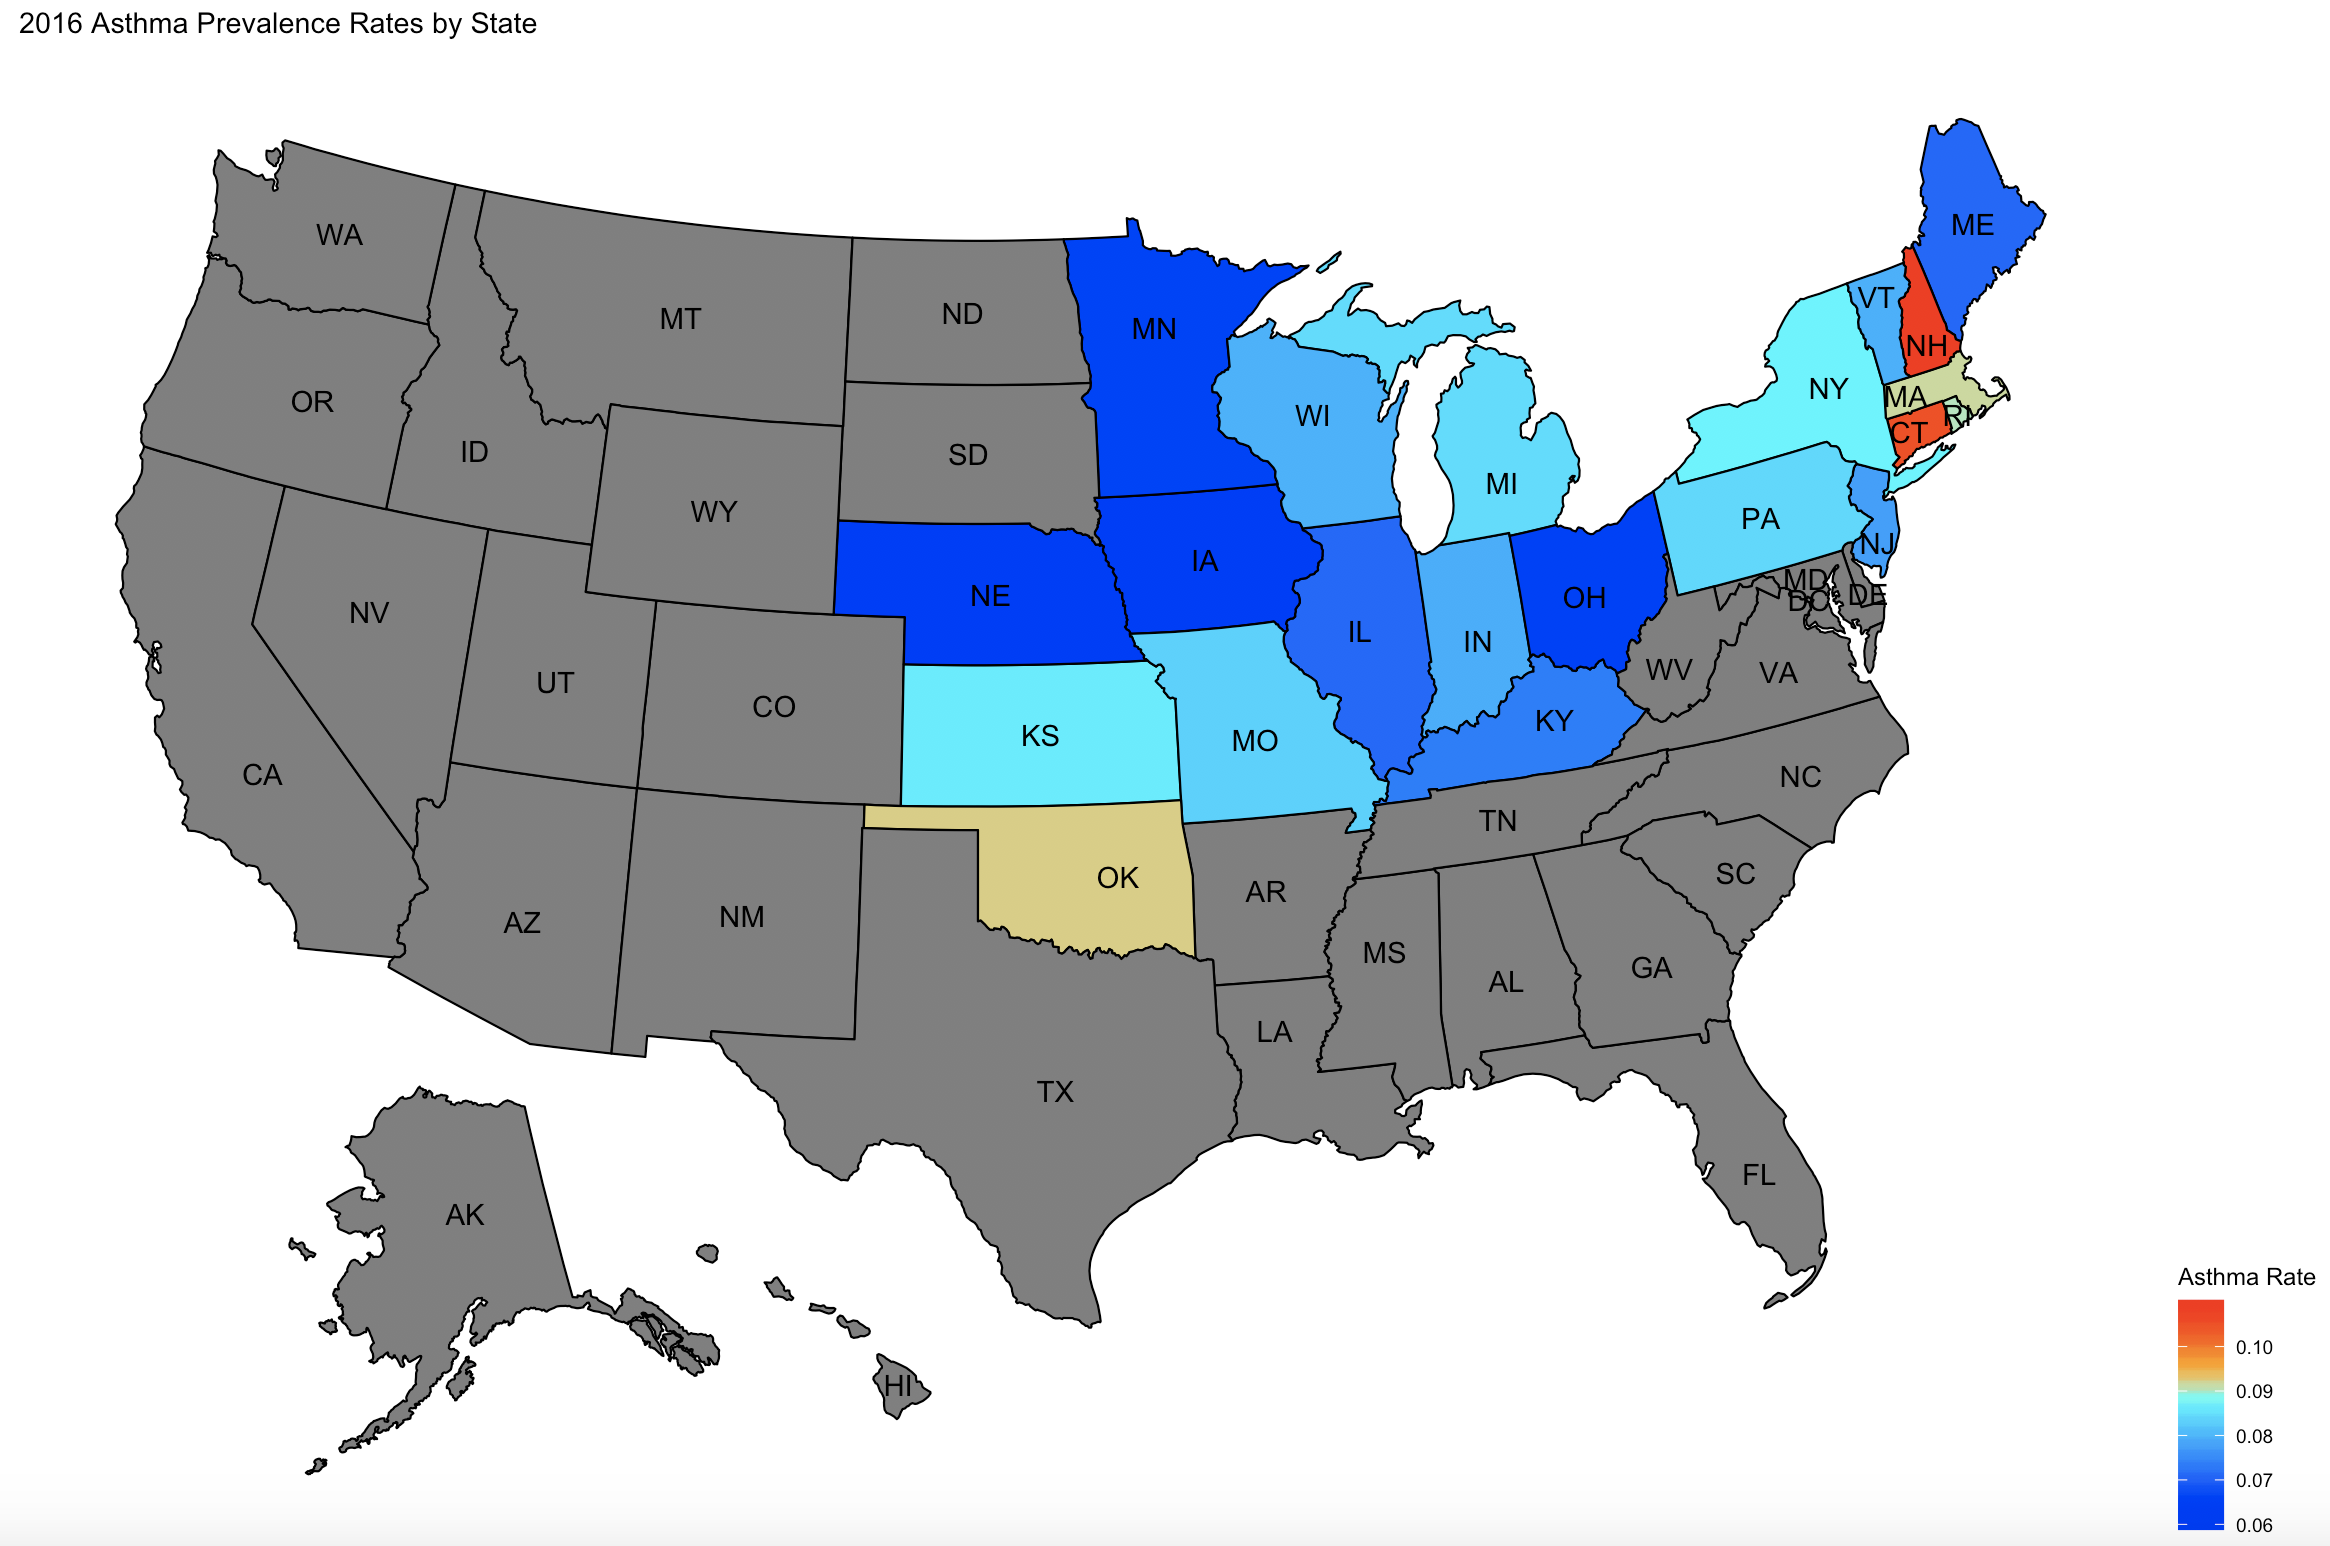 2016 Asthma Prevalence Rates by State
ME
WA
VT
MT
ND
MN
NH
NY
MA
OR
WI
RI
CT
ID
SD
MI
WY
PA
NJ
IA
MD
NE
OH
DC
DE
NV
IL
IN
WV
VA
UT
CO
KY
KS
MO
CA
NC
TN
OK
SC
AR
NM
AZ
MS
GA
AL
LA
TX
FL
AK
HI
Asthma Rate
0.10
0.09
0.08
0.07
0.06